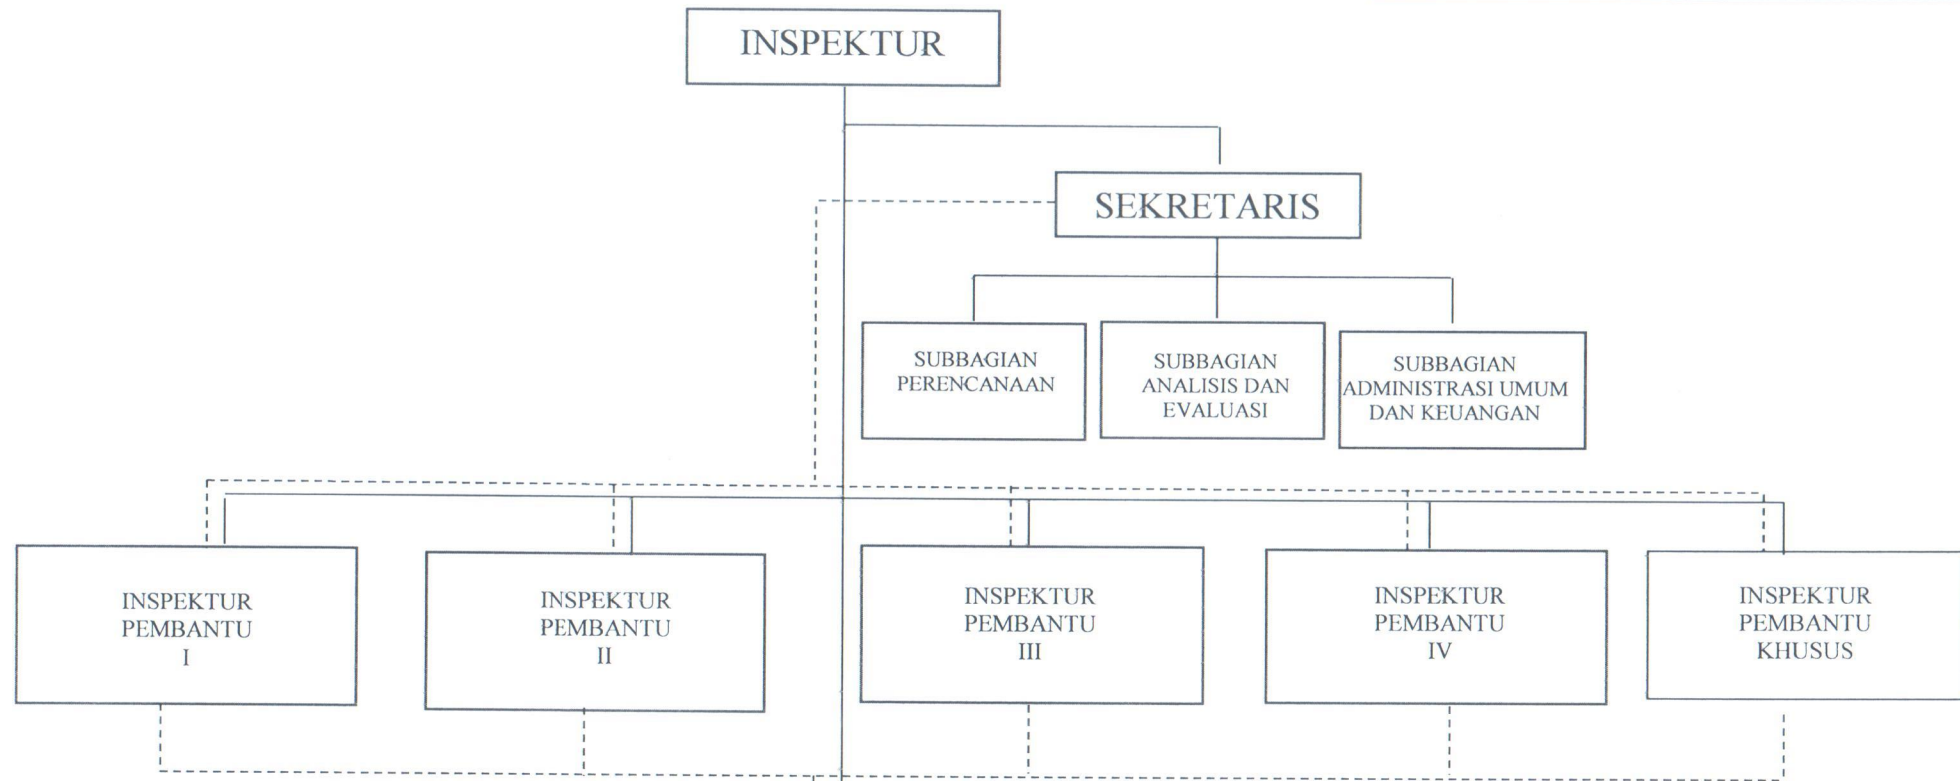 INSPEKTUR
SEKRETARIS
SUBBAGIAN
PERENCANAAN
SUBBAGIAN
ANALISIS DAN
EVALUASI
SUBBAGIAN
ADMINISTRASI UMUM
DAN KEUANGAN
INSPEKTUR
PEMBANTU
I
INSPEKTUR
PEMBANTU
II
INSPEKTUR
PEMBANTU
III
INSPEKTUR
PEMBANTU
IV
INSPEKTUR
PEMBANTU
KHUSUS